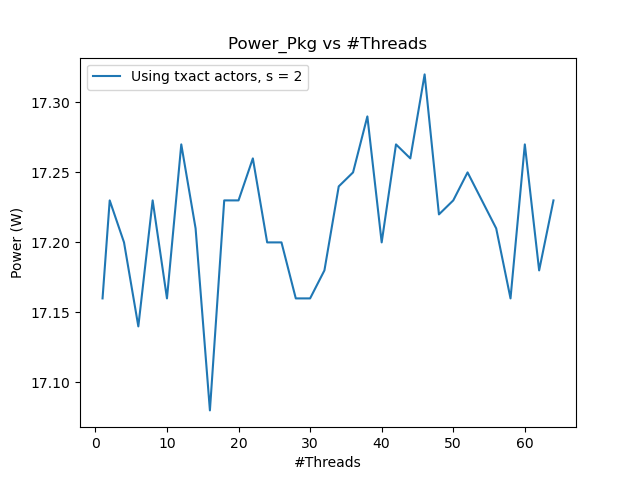 Power_Pkg vs #Threads
Using txact actors, s = 2
Power (W)
17.30
17.25
17.20
17.15
17.10
0 10 20 30 40 50 60
#Threads